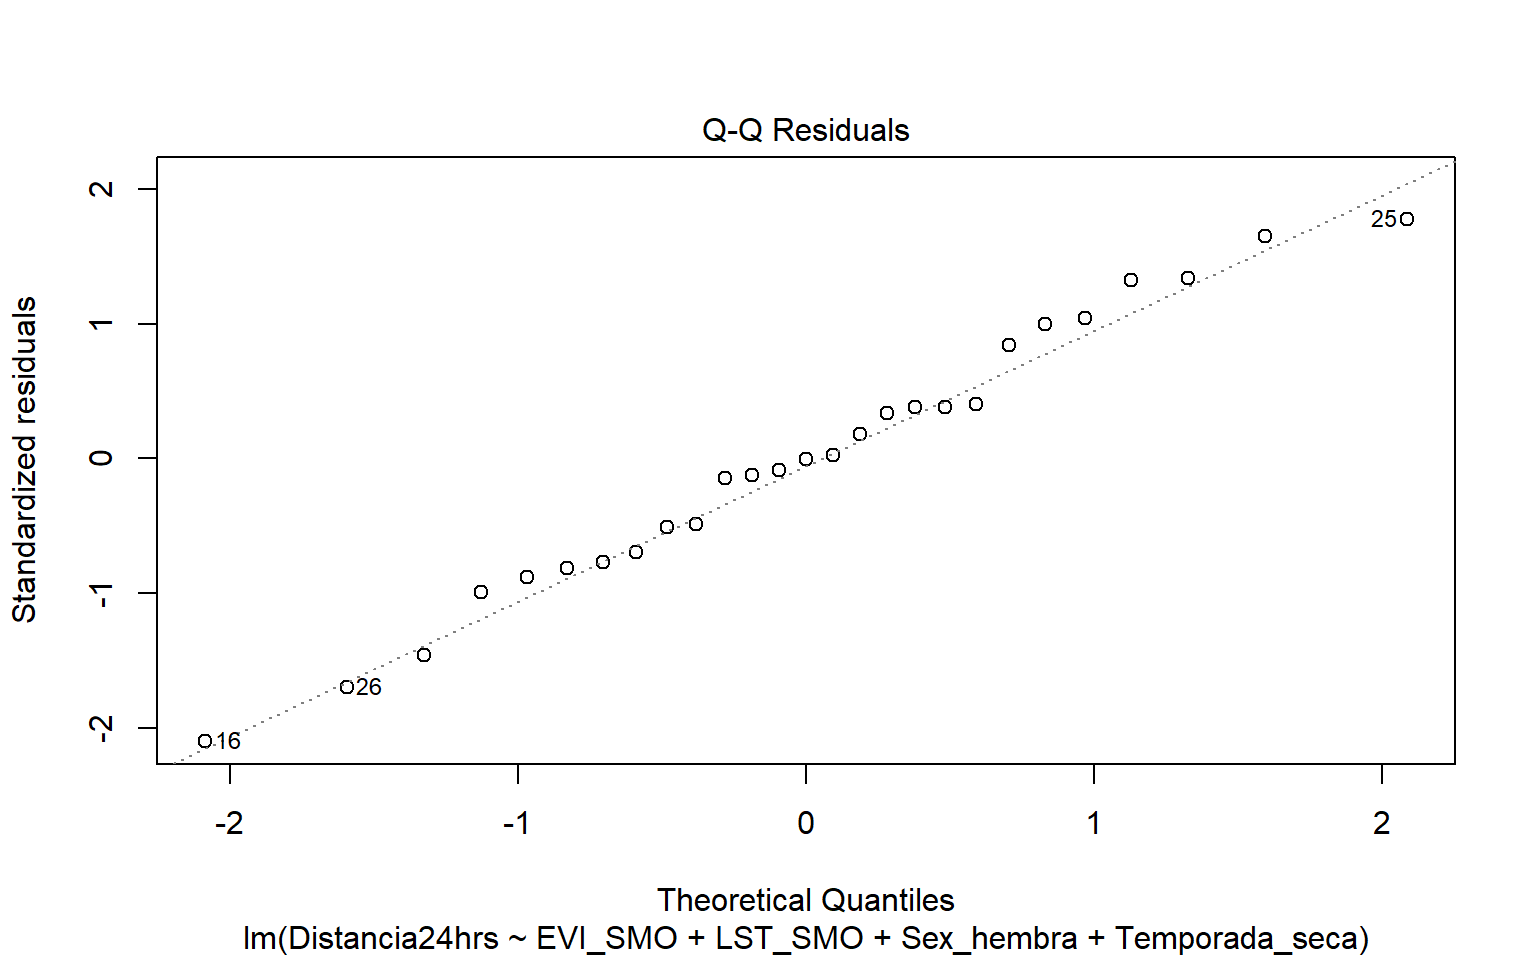 Q-Q Residuals
Standardized residuals
2
1
0
-1
-2
25
26
16
-2 -1 0 1 2
Theoretical Quantiles
lm(Distancia24hrs ~ EVI_SMO + LST_SMO + Sex_hembra + Temporada_seca)